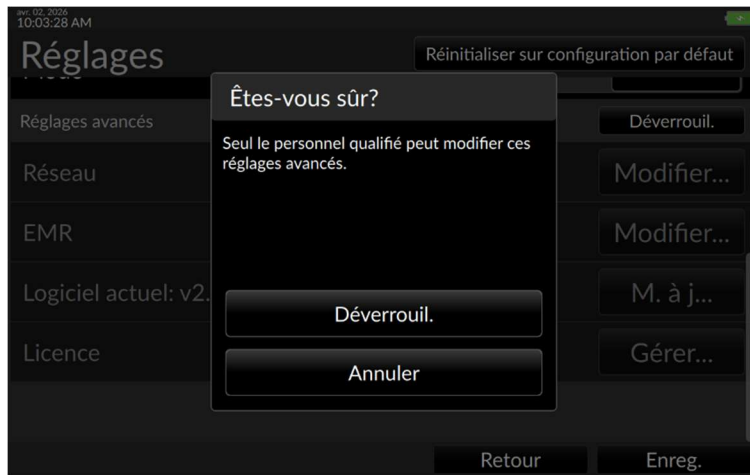 avr. 02, 2026
10:03:28 AM
Réglages
Réinitialiser sur configuration par défaut
Êtes-vous sûr?
Réglages avancés
Déverrouil.
Seul le personnel qualifié peut modifier ces
réglages avancés.
Réseau
Modifier...
EMR
Modifier...
Logiciel actuel: v2.
M. à j...
Déverrouil.
Licence
Gérer...
Annuler
Retour
Enreg.